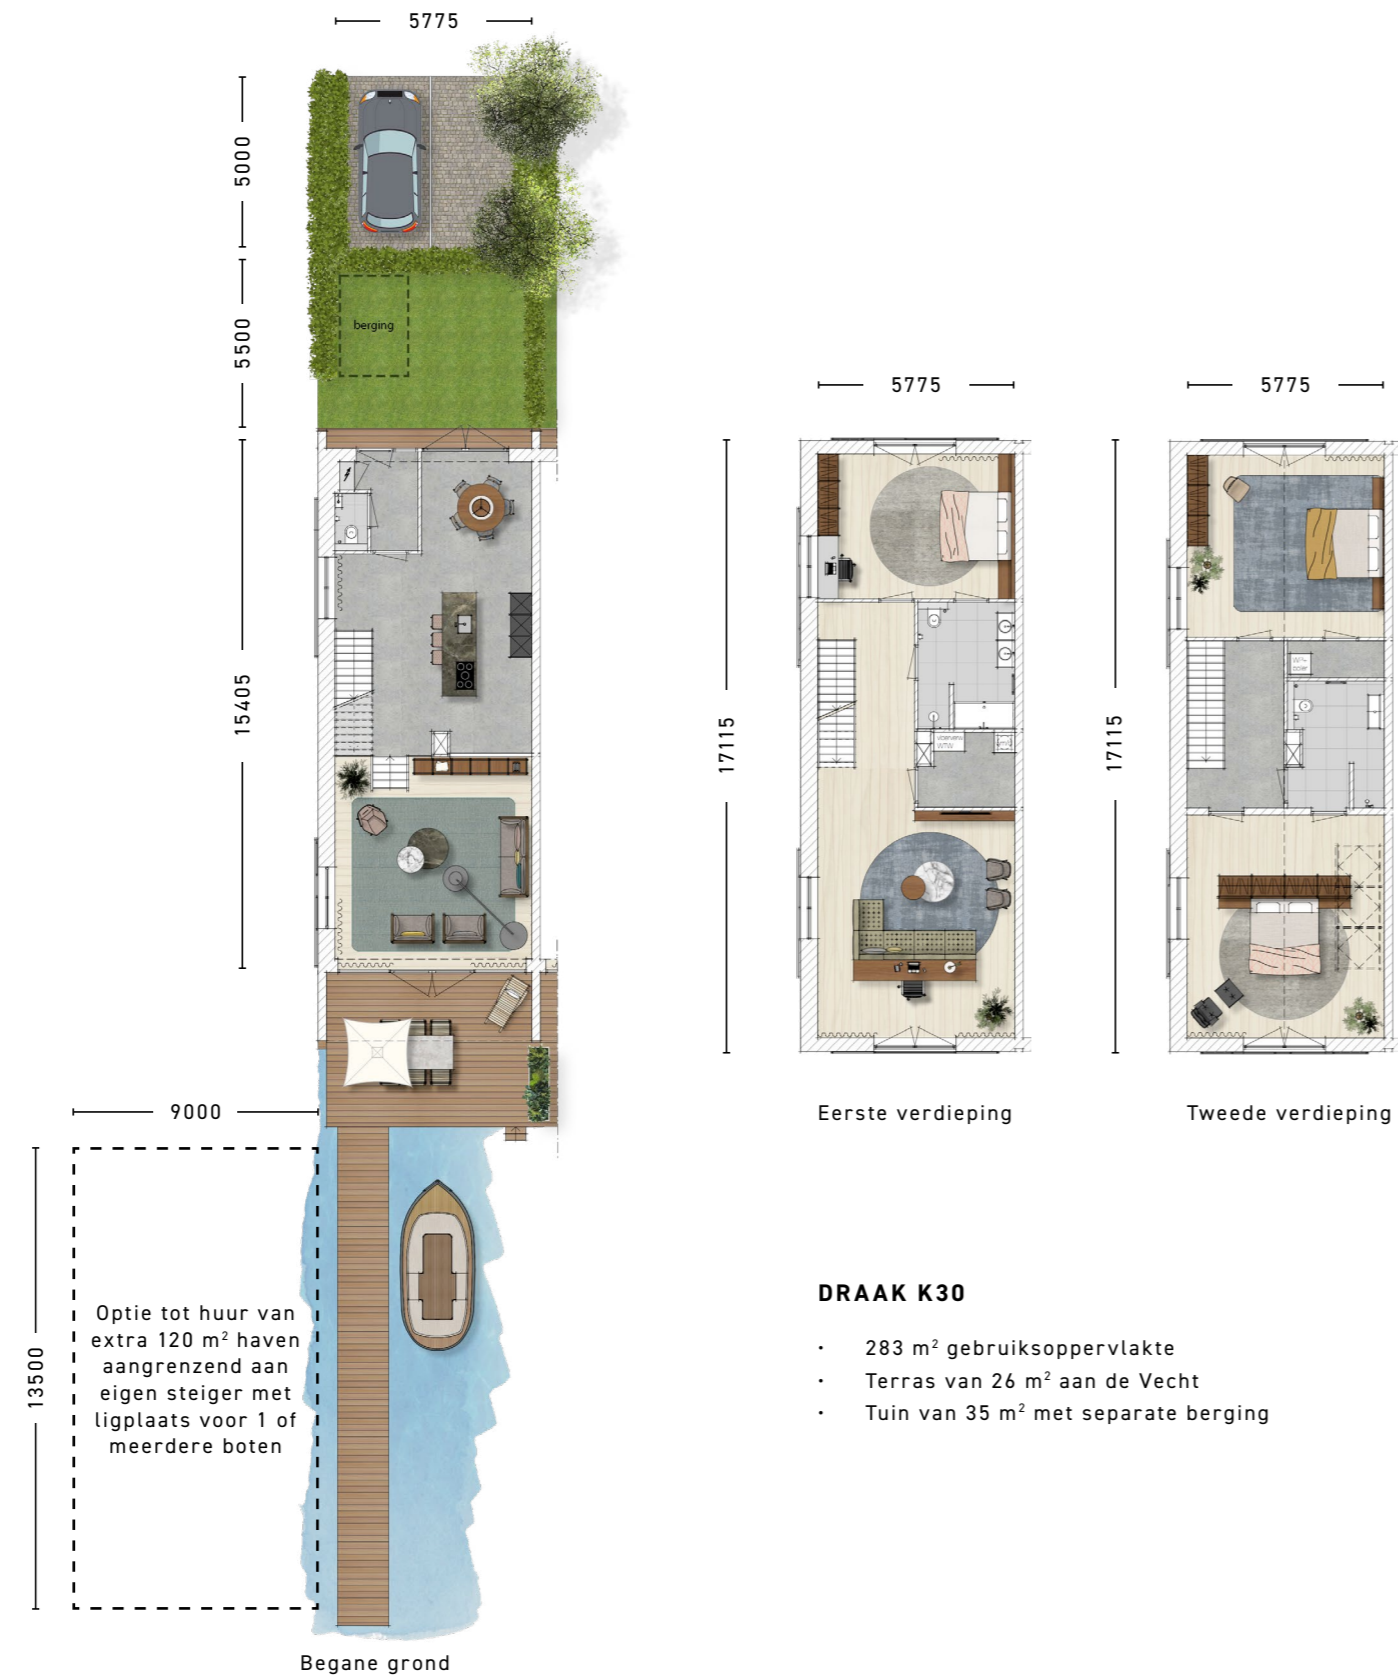 5775
5000
5500
berging
15405
9000
13500
Optie tot huur van
extra 120 m² haven
aangrenzend aan
eigen steiger met
ligplaats voor 1 of
meerdere boten
Begane grond
5775
17115
Eerste verdieping
5775
17115
Tweede verdieping
DRAAK K30
• 283 m² gebruiksoppervlakte
• Terras van 26 m² aan de Vecht
• Tuin van 35 m² met separate berging